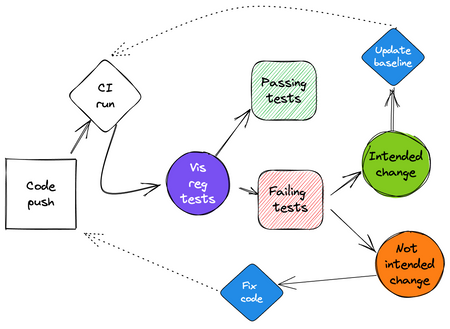 Update
baseline
CI
run
Passing
tests
Intended
change
Vis
reg
tests
Code
push
Failing
tests
Not
intended
change
Fix
code